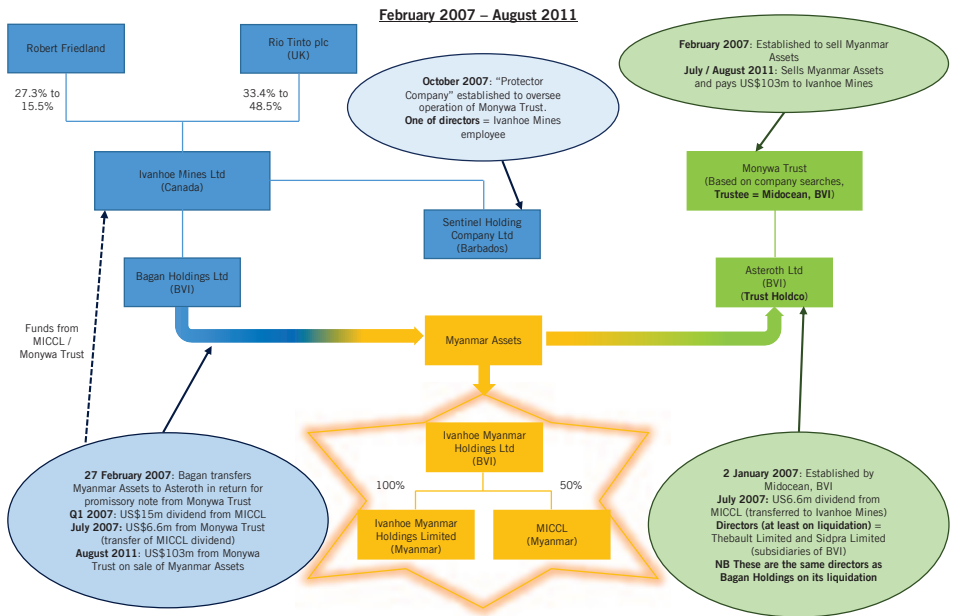 February 2007 – August 2011
Robert Friedland
Rio Tinto plc
(UK)
27.3% to
15.5%
33.4% to
48.5%
October 2007: “Protector
Company” established to oversee
operation of Monywa Trust.
One of directors = Ivanhoe Mines
employee
February 2007: Established to sell Myanmar
Assets
July / August 2011: Sells Myanmar Assets
and pays US$103m to Ivanhoe Mines
Ivanhoe Mines Ltd
(Canada)
Monywa Trust
(Based on company searches,
Trustee = Midocean, BVI)
Sentinel Holding
Company Ltd
(Barbados)
Bagan Holdings Ltd
(BVI)
Asteroth Ltd
(BVI)
(Trust Holdco)
Funds from
MICCL /
Monywa Trust
Myanmar Assets
Ivanhoe Myanmar
Holdings Ltd
(BVI)
100%
50%
Ivanhoe Myanmar
Holdings Limited
(Myanmar)
MICCL
(Myanmar)
27 February 2007: Bagan transfers
Myanmar Assets to Asteroth in return for
promissory note from Monywa Trust
Q1 2007: US$15m dividend from MICCL
July 2007: US$6.6m from Monywa Trust
(transfer of MICCL dividend)
August 2011: US$103m from Monywa
Trust on sale of Myanmar Assets
2 January 2007: Established by
Midocean, BVI
July 2007: US6.6m dividend from
MICCL (transferred to Ivanhoe Mines)
Directors (at least on liquidation) =
Thebault Limited and Sidpra Limited
(subsidiaries of BVI)
NB These are the same directors as
Bagan Holdings on its liquidation